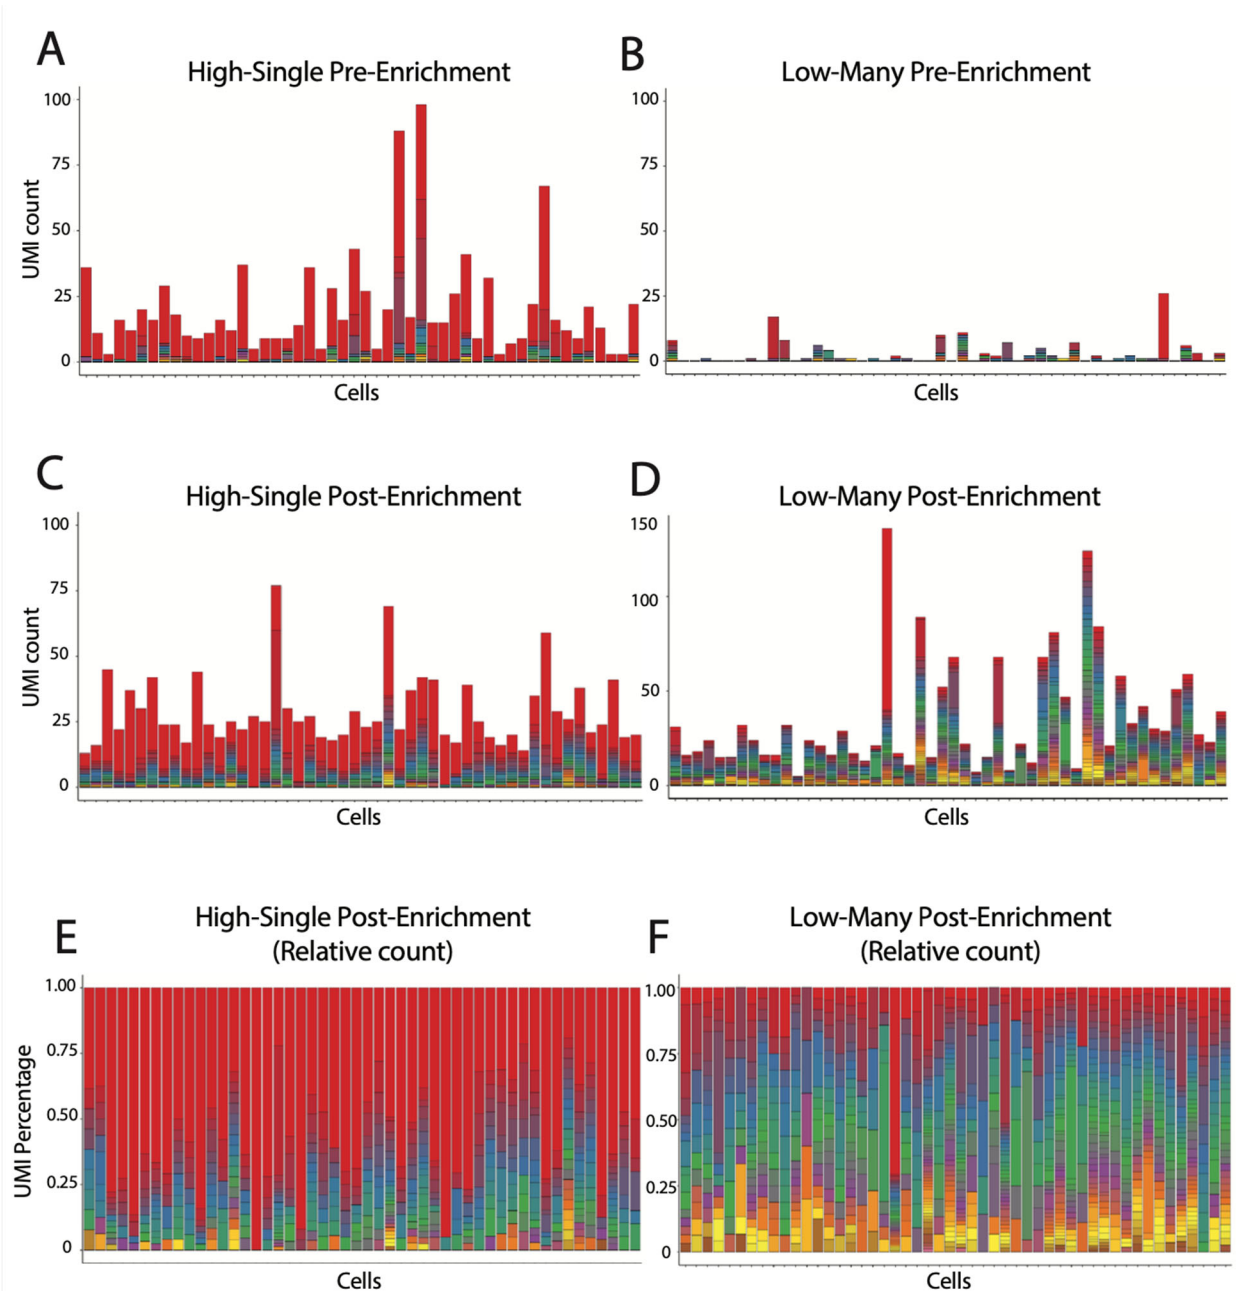 A
High-Single Pre-Enrichment
100
75
50
25
0
UMI count
Cells
B
Low-Many Pre-Enrichment
100
75
50
25
0
Cells
C
High-Single Post-Enrichment
100
75
50
25
0
UMI count
Cells
D
Low-Many Post-Enrichment
150
100
50
0
Cells
E
High-Single Post-Enrichment
(Relative count)
1.00
0.75
0.50
0.25
0
UMI Percentage
Cells
F
Low-Many Post-Enrichment
(Relative count)
1.00
0.75
0.50
0.25
0
Cells